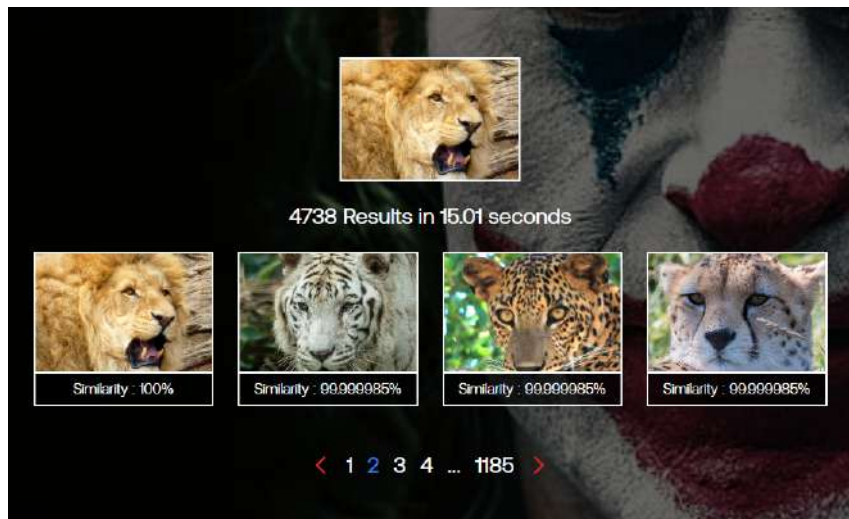 4738 Results in 15.01 seconds
Similarity : 100%
Similarity : 99.999985%
Similarity : 99.999985%
Similarity : 99.999985%
< 1 2 3 4 ... 1185 >